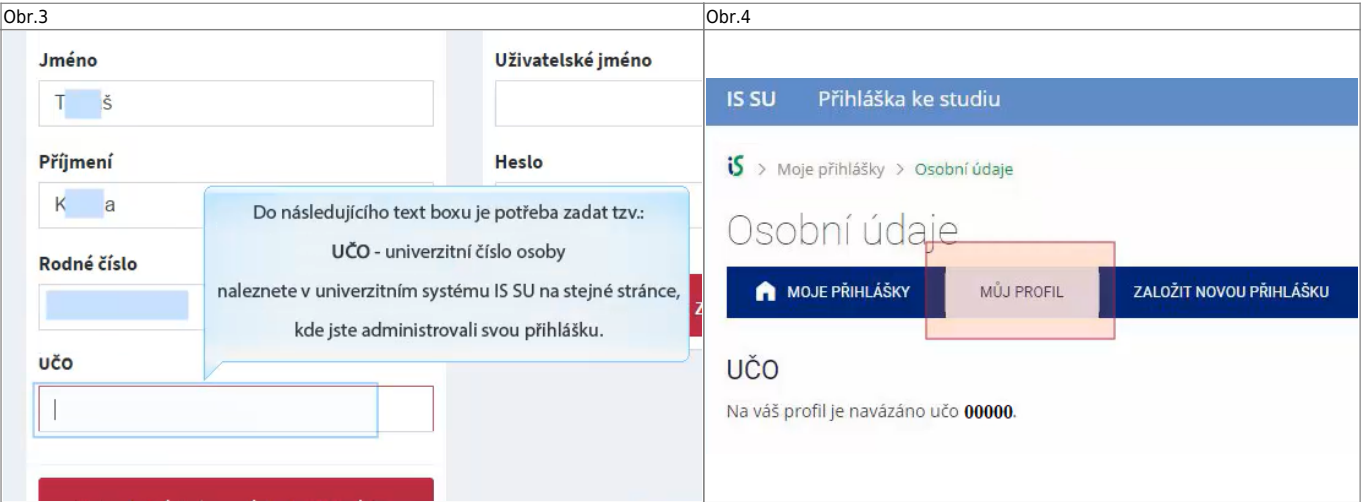 Obr.3
Jméno
T š
Příjmení
K a
Rodné číslo
UČO
Uživatelské jméno
Heslo
Do následujícího text boxu je potřeba zadat tzv.:
UČO - univerzitní číslo osoby
naleznete v univerzitním systému IS SU na stejné stránce,
kde jste administrovali svou přihlášku.
Obr.4
IS SU Přihláška ke studiu
iS > Moje přihlášky > Osobní údaje
Osobní údaje
MOJE PŘIHLÁŠKY MŮJ PROFIL ZALOŽIT NOVOU PŘIHLÁŠKU
UČO
Na váš profil je navázáno učo 00000.